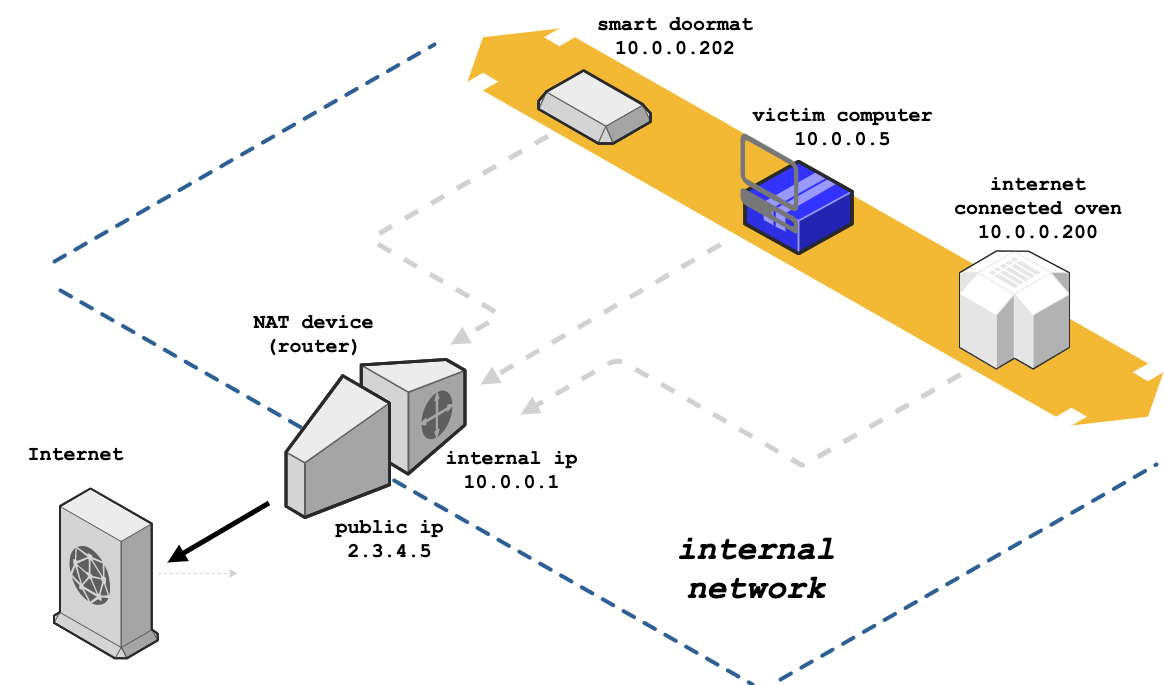 smart doormat
10.0.0.202
victim computer
10.0.0.5
internet
connected oven
10.0.0.200
NAT device
(router)
Internet
internal ip
10.0.0.1
public ip
2.3.4.5
internal
network